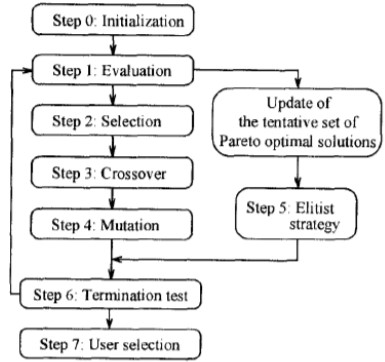 Step 0: Initialization
Step 1: Evaluation
Step 2: Selection
Step 3: Crossover
Step 4: Mutation
Update of
the tentative set of
Pareto optimal solutions
Step 5: Elitist
strategy
Step 6: Termination test
Step 7: User selection